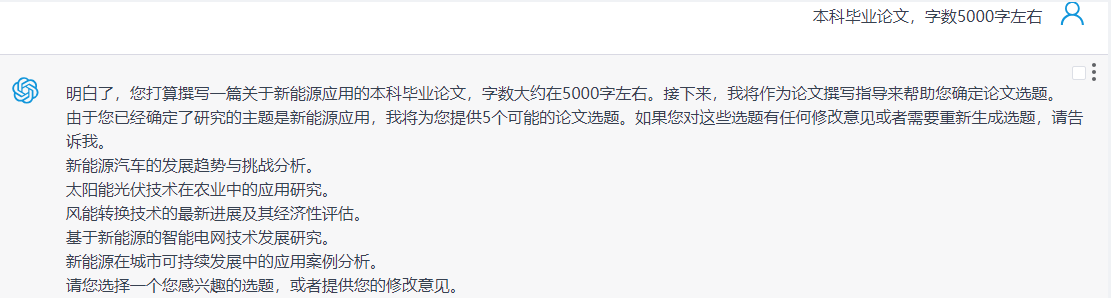 本科毕业论文，字数5000字左右
明白了，您打算撰写一篇关于新能源应用的本科毕业论文，字数大约在5000字左右。接下来，我将作为论文撰写指导来帮助您确定论文选题。
由于您已经确定了研究的主题是新能源应用，我将为您提供5个可能的论文选题。如果您对这些选题有任何修改意见或者需要重新生成选题，请告
诉我。
新能源汽车的发展趋势与挑战分析。
太阳能光伏技术在农业中的应用研究。
风能转换技术的最新进展及其经济性评估。
基于新能源的智能电网技术发展研究。
新能源在城市可持续发展中的应用案例分析。
请您选择一个您感兴趣的选题，或者提供您的修改意见。